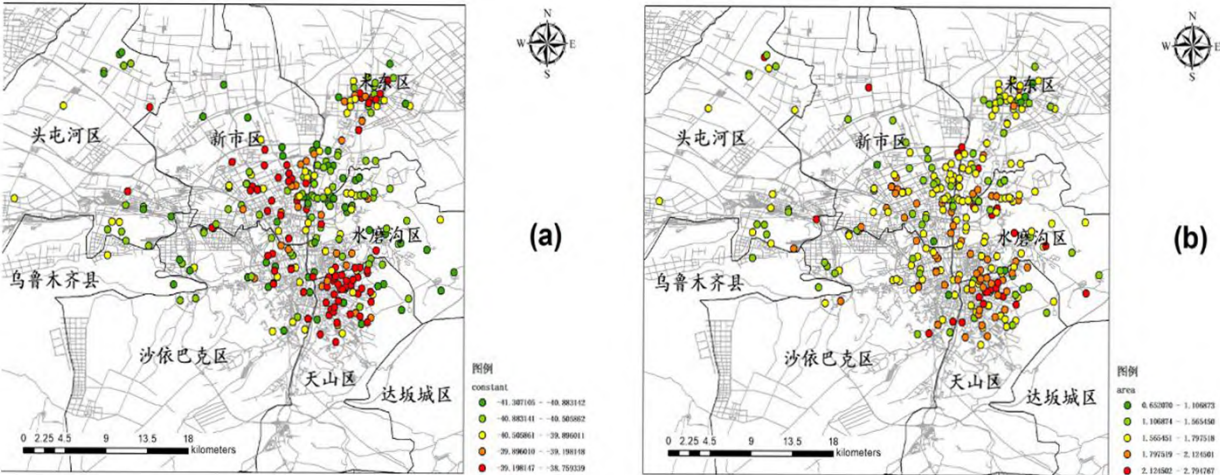 N
W E
S
米东区
头屯河区
新市区
水磨沟区
乌鲁木齐县
沙依巴克区
天山区
达坂城区
(a)
图例
constant
-41.307105 - -40.883142
-40.883141 - -40.505862
-40.505861 - -39.896011
-39.896010 - -39.198148
-39.198147 - -38.759339
0 2.25 4.5 9 13.5 18
kilometers
N
W E
S
米东区
头屯河区
新市区
水磨沟区
乌鲁木齐县
沙依巴克区
天山区
达坂城区
(b)
图例
area
0.652070 - 1.106873
1.106874 - 1.565450
1.565451 - 1.797518
1.797519 - 2.124501
2.124502 - 2.794767
0 2.25 4.5 9 13.5 18
kilometers